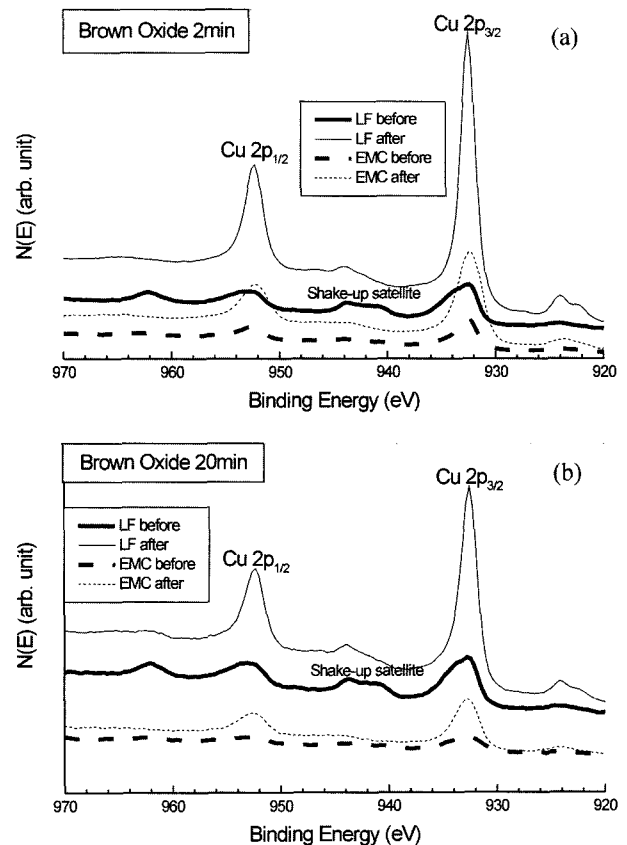 Brown Oxide 2min
Cu 2p3/2
(a)
LF before
LF after
EMC before
EMC after
Cu 2p1/2
N(E) (arb. unit)
Shake-up satellite
970 960 950 940 930 920
Binding Energy (eV)
Brown Oxide 20min
(b)
Cu 2p3/2
LF before
LF after
EMC before
EMC after
Cu 2p1/2
N(E) (arb. unit)
Shake-up satellite
970 960 950 940 930 920
Binding Energy (eV)